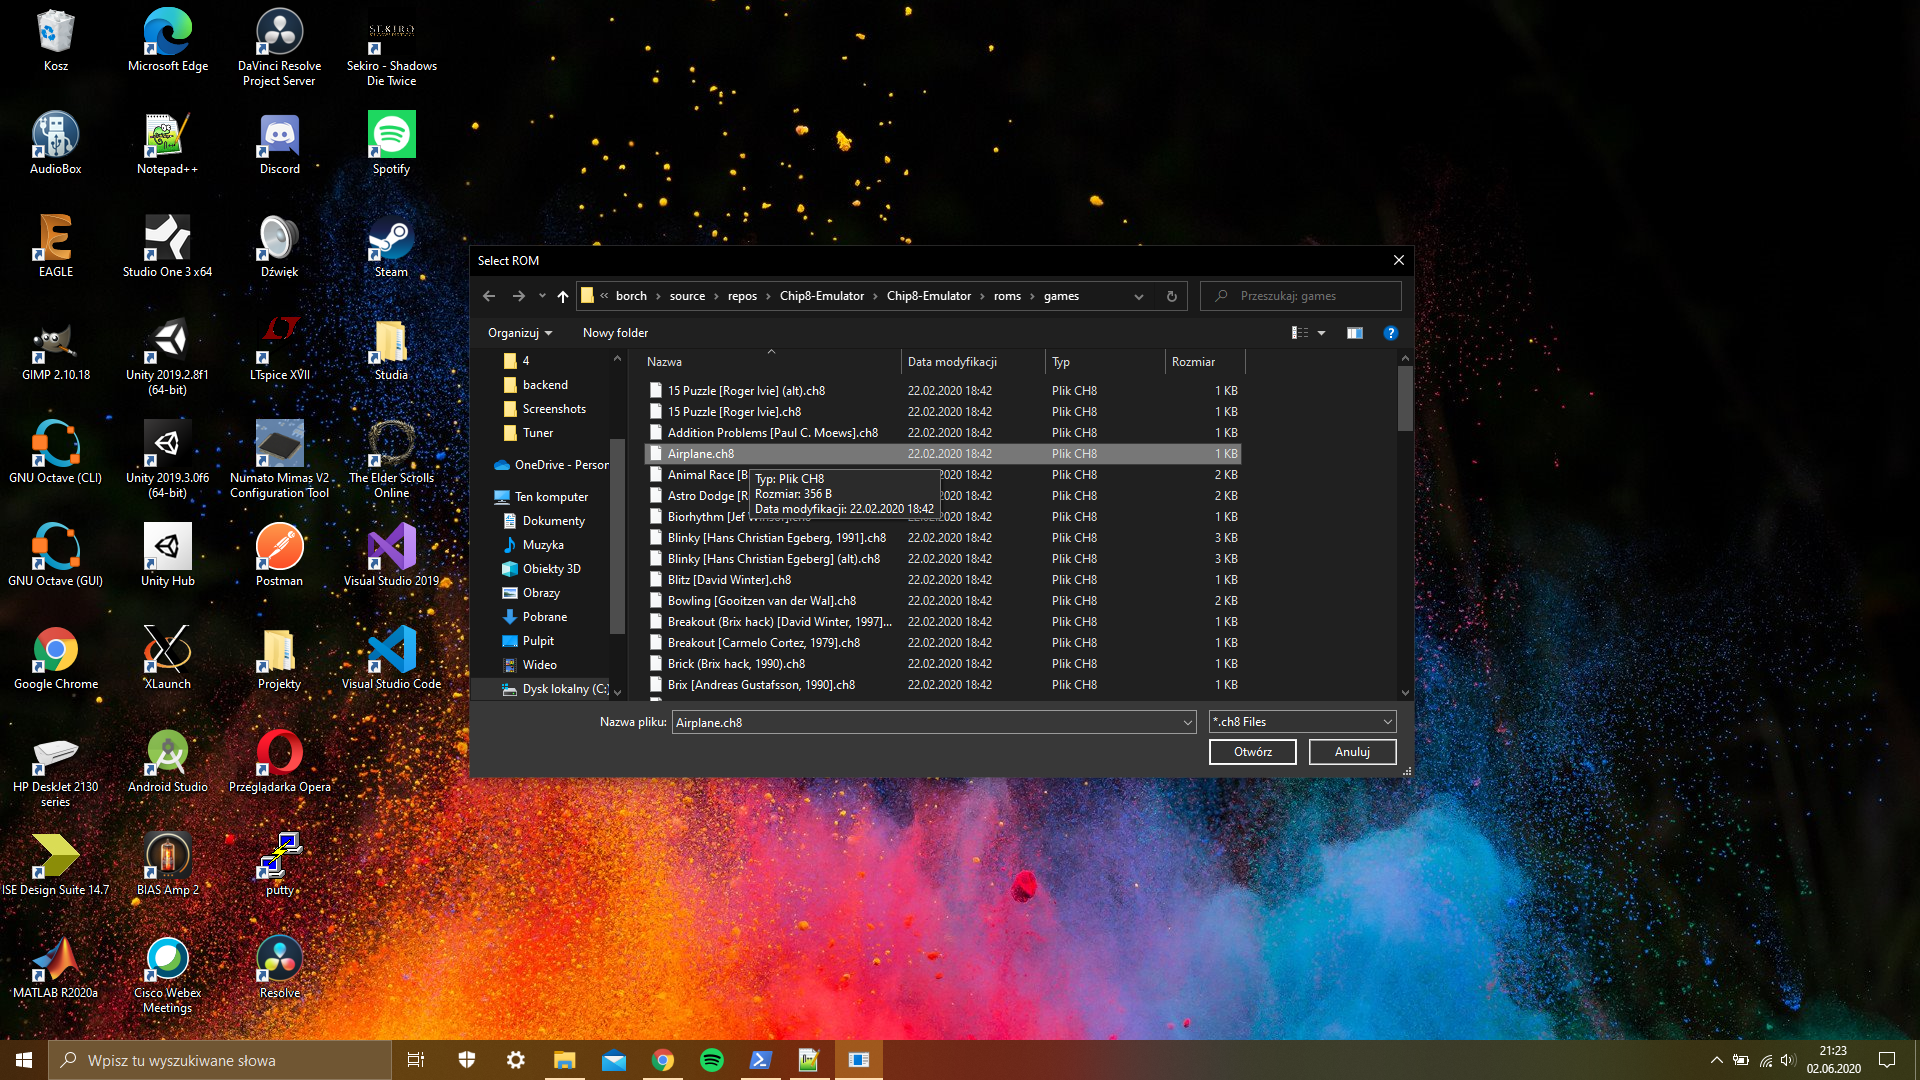 Kosz
Microsoft Edge
DaVinci Resolve
Project Server
SEKIRO
Sekiro - Shadows
Die Twice
AudioBox
Notepad++
Discord
Spotify
EAGLE
Studio One 3 x64
Dźwięk
Steam
GIMP 2.10.18
Unity 2019.2.8f1
(64-bit)
LTspice XVII
Studia
GNU Octave (CLI)
Unity 2019.3.0f6
(64-bit)
Numato Mimas V2
Configuration Tool
The Elder Scrolls
Online
GNU Octave (GUI)
Unity Hub
Postman
Visual Studio 2019
Google Chrome
XLaunch
Projekty
Visual Studio Code
HP DeskJet 2130
series
Android Studio
Przeglądarka Opera
ISE Design Suite 14.7
BIAS Amp 2
putty
MATLAB R2020a
Cisco Webex
Meetings
Resolve
Select ROM
« borch › source › repos › Chip8-Emulator › Chip8-Emulator › roms › games
Przeszukaj: games
Organizuj
Nowy folder
4
backend
Screenshots
Tuner
OneDrive - Person
Ten komputer
Dokumenty
Muzyka
Obiekty 3D
Obrazy
Pobrane
Pulpit
Wideo
Dysk lokalny (C:)
Nazwa Data modyfikacji Typ Rozmiar
15 Puzzle [Roger Ivie] (alt).ch8 22.02.2020 18:42 Plik CH8 1 KB
15 Puzzle [Roger Ivie].ch8 22.02.2020 18:42 Plik CH8 1 KB
Addition Problems [Paul C. Moews].ch8 22.02.2020 18:42 Plik CH8 1 KB
Airplane.ch8 22.02.2020 18:42 Plik CH8 1 KB
Animal Race [B 2.2020 18:42 Plik CH8 2 KB
Astro Dodge [R 2.2020 18:42 Plik CH8 2 KB
Biorhythm [Jef 22.02.2020 18:42 Plik CH8 1 KB
Typ: Plik CH8
Rozmiar: 356 B
Data modyfikacji: 22.02.2020 18:42
Blinky [Hans Christian Egeberg, 1991].ch8 22.02.2020 18:42 Plik CH8 3 KB
Blinky [Hans Christian Egeberg] (alt).ch8 22.02.2020 18:42 Plik CH8 3 KB
Blitz [David Winter].ch8 22.02.2020 18:42 Plik CH8 1 KB
Bowling [Gooitzen van der Wal].ch8 22.02.2020 18:42 Plik CH8 2 KB
Breakout (Brix hack) [David Winter, 1997]... 22.02.2020 18:42 Plik CH8 1 KB
Breakout [Carmelo Cortez, 1979].ch8 22.02.2020 18:42 Plik CH8 1 KB
Brick (Brix hack, 1990).ch8 22.02.2020 18:42 Plik CH8 1 KB
Brix [Andreas Gustafsson, 1990].ch8 22.02.2020 18:42 Plik CH8 1 KB
Nazwa pliku: Airplane.ch8
*.ch8 Files
Otwórz
Anuluj
Wpisz tu wyszukiwane słowa
21:23
02.06.2020